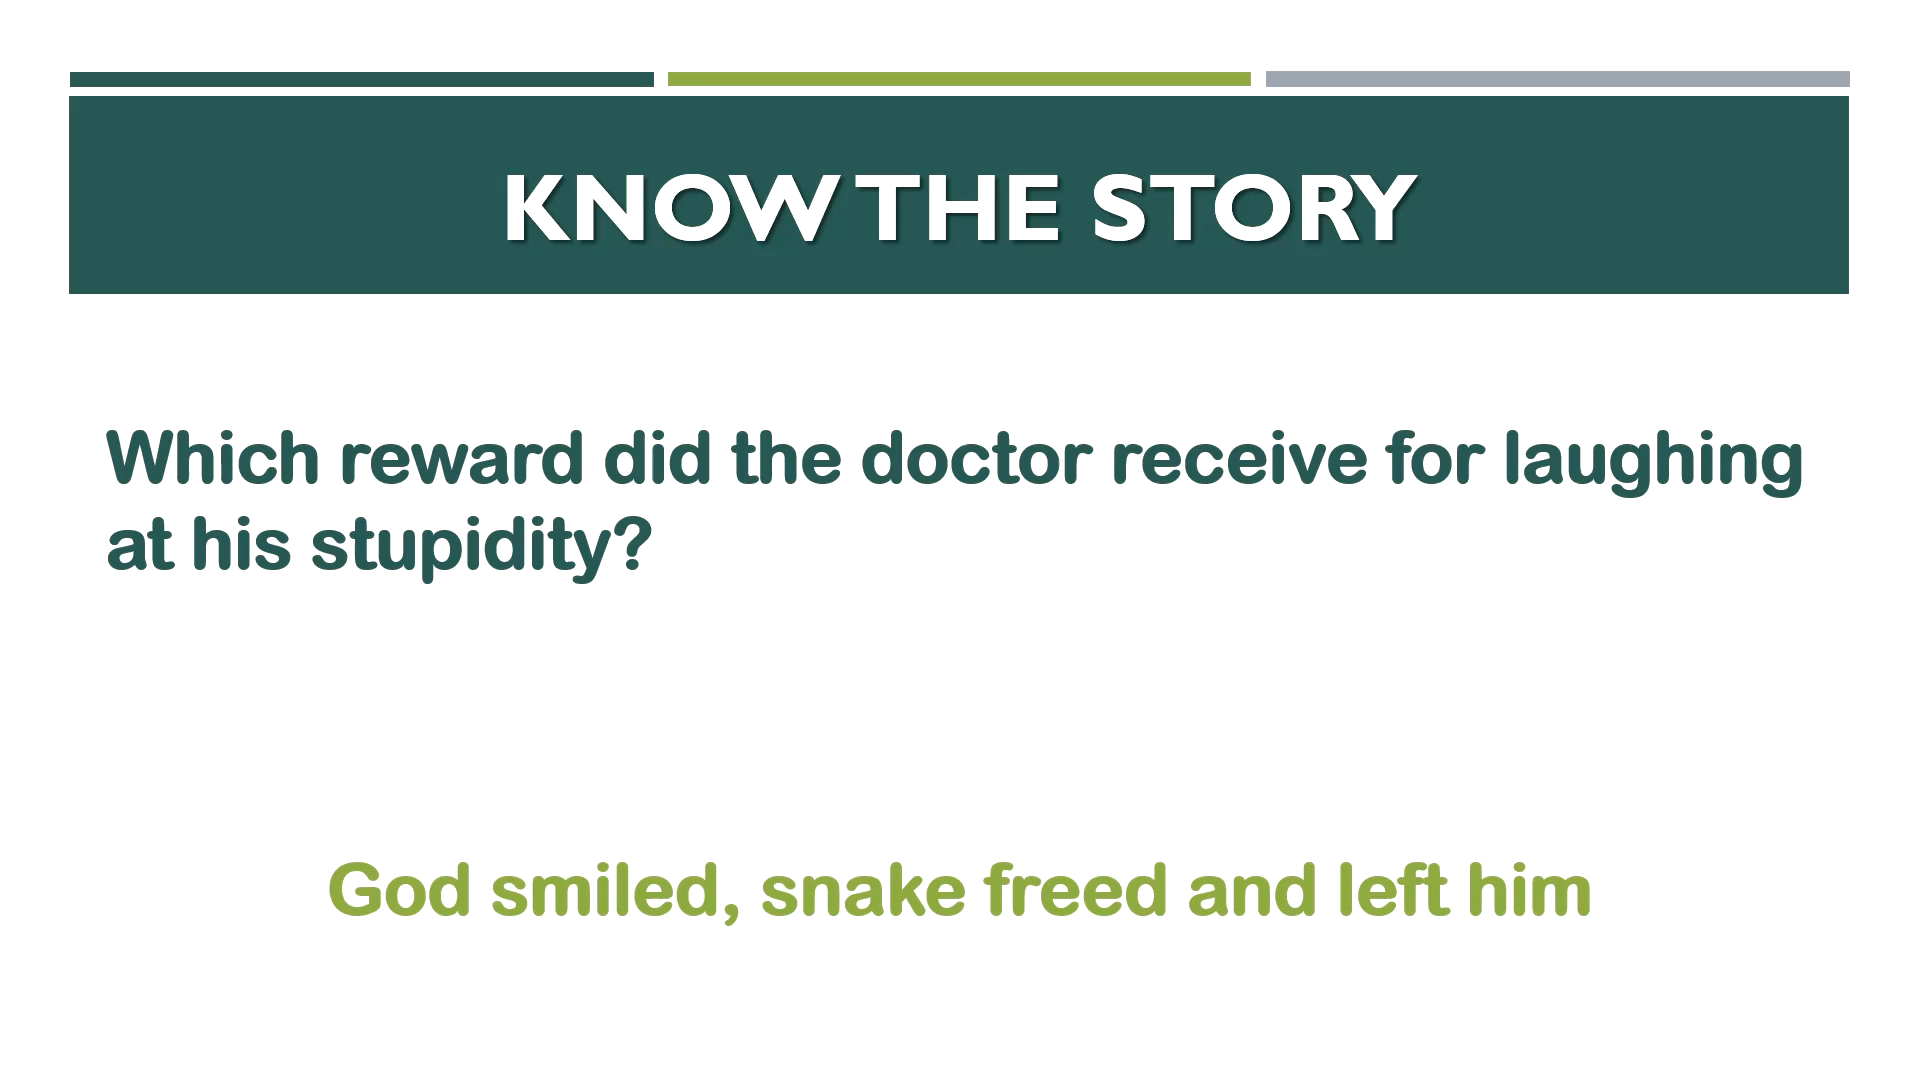 KNOW THE STORY
Which reward did the doctor receive for laughing
at his stupidity?
God smiled, snake freed and left him